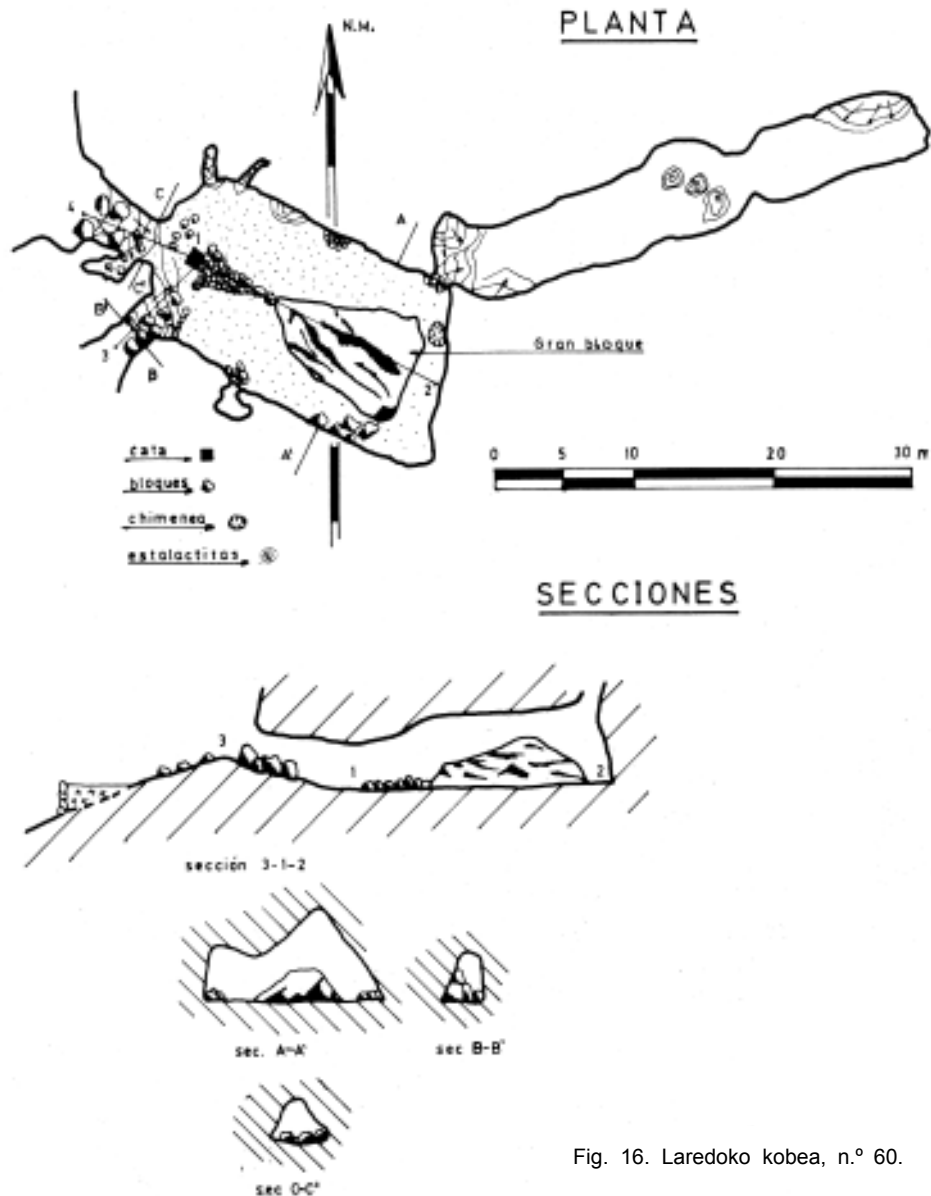 PLANTA
N.M.
C
4
A
1
C'
B'
3
B
Gran bloque
2
A'
cata
bloques
chimenea
estalactitas
0 5 10 20 30 m
SECCIONES
3
1
2
sección 3-1-2
sec. A-A'
sec B-B'
sec C-C'
Fig. 16. Laredoko kobea, n.º 60.